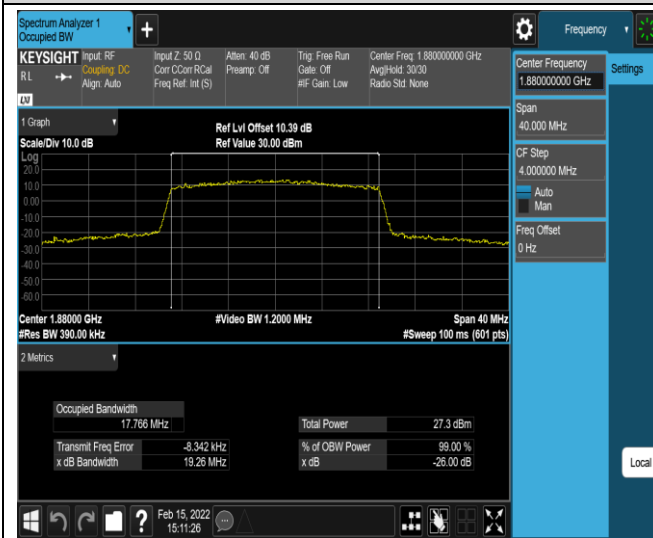 Spectrum Analyzer 1
Occupied BW
+
Frequency
KEYSIGHT
R L
LXI
Input: RF
Coupling: DC
Align: Auto
Input Z: 50 Ω
Corr CCorr RCal
Freq Ref: Int (S)
Atten: 40 dB
Preamp: Off
Trig: Free Run
Gate: Off
#IF Gain: Low
Center Freq: 1.880000000 GHz
Avg|Hold: 30/30
Radio Std: None
Center Frequency
1.880000000 GHz
Settings
Span
40.000 MHz
CF Step
4.000000 MHz
Auto
Man
Freq Offset
0 Hz
1 Graph
Ref Lvl Offset 10.39 dB
Scale/Div 10.0 dB
Ref Value 30.00 dBm
Log
20.0
10.0
0.00
-10.0
-20.0
-30.0
-40.0
-50.0
-60.0
Center 1.88000 GHz
#Video BW 1.2000 MHz
Span 40 MHz
#Res BW 390.00 kHz
#Sweep 100 ms (601 pts)
2 Metrics
Occupied Bandwidth
17.766 MHz
Total Power
27.3 dBm
Transmit Freq Error
-8.342 kHz
% of OBW Power
99.00 %
x dB Bandwidth
19.26 MHz
x dB
-26.00 dB
Local
?
Feb 15, 2022
15:11:26